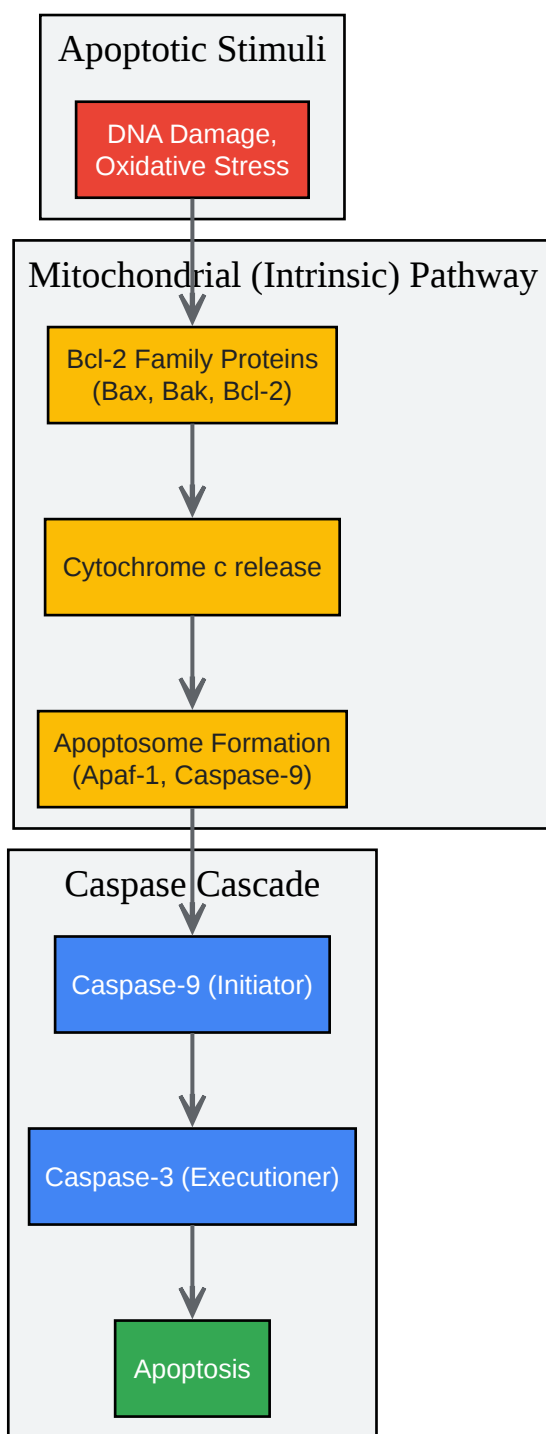 Apoptotic Stimuli
DNA Damage,
Oxidative Stress
Mitochondrial (Intrinsic) Pathway
Bcl-2 Family Proteins
(Bax, Bak, Bcl-2)
Cytochrome c release
Apoptosome Formation
(Apaf-1, Caspase-9)
Caspase Cascade
Caspase-9 (Initiator)
Caspase-3 (Executioner)
Apoptosis